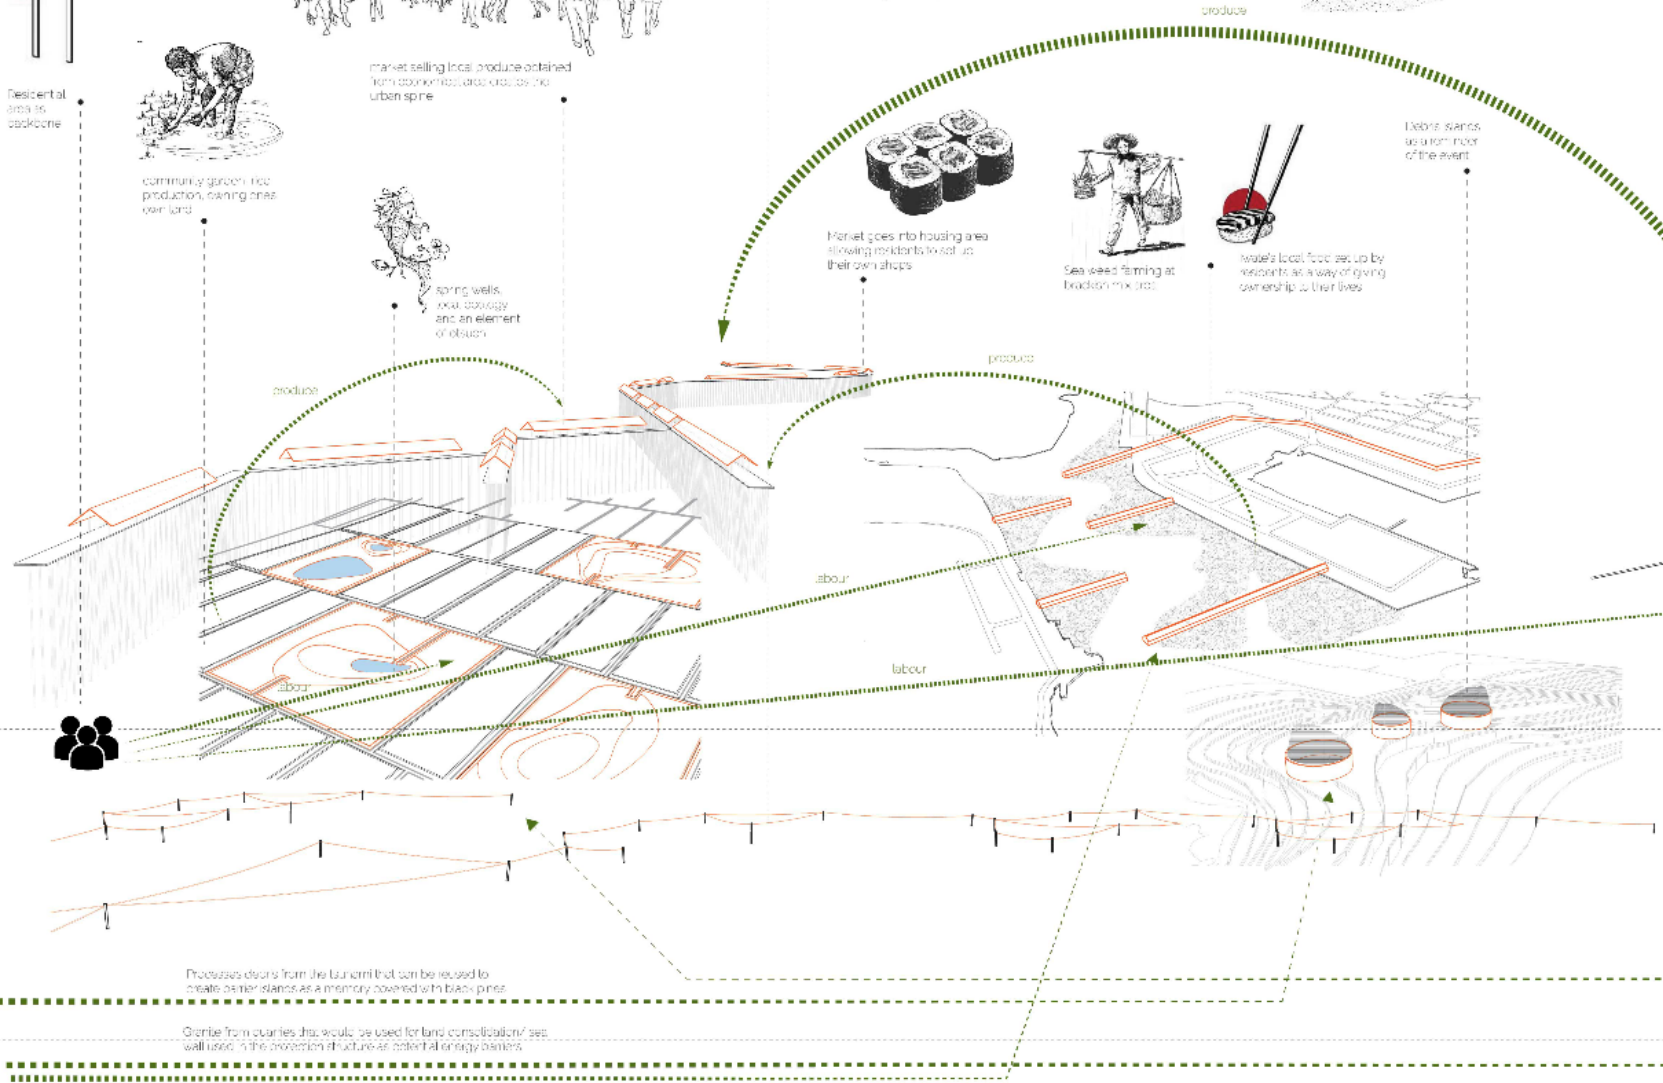 produce
market selling local produce obtained
from economical area creates the
urban spine
Residential
area as
backbone
community garden, rice
production, owning ones
own land
spring wells,
local ecology
and an element
of otsuchi
Market goes into housing area
allowing residents to set up
their own shops
Sea weed farming at
brackish mix area
Iwate's local food set up by
residents as a way of giving
ownership to their lives
Debris islands
as a reminder
of the event
produce
produce
labour
labour
labour
Processes debris from the tsunami that can be reused to
create barrier islands as a memory covered with black pines
Granite from quarries that would be used for land consolidation/ sea
wall used in the protection structure as potential energy barriers